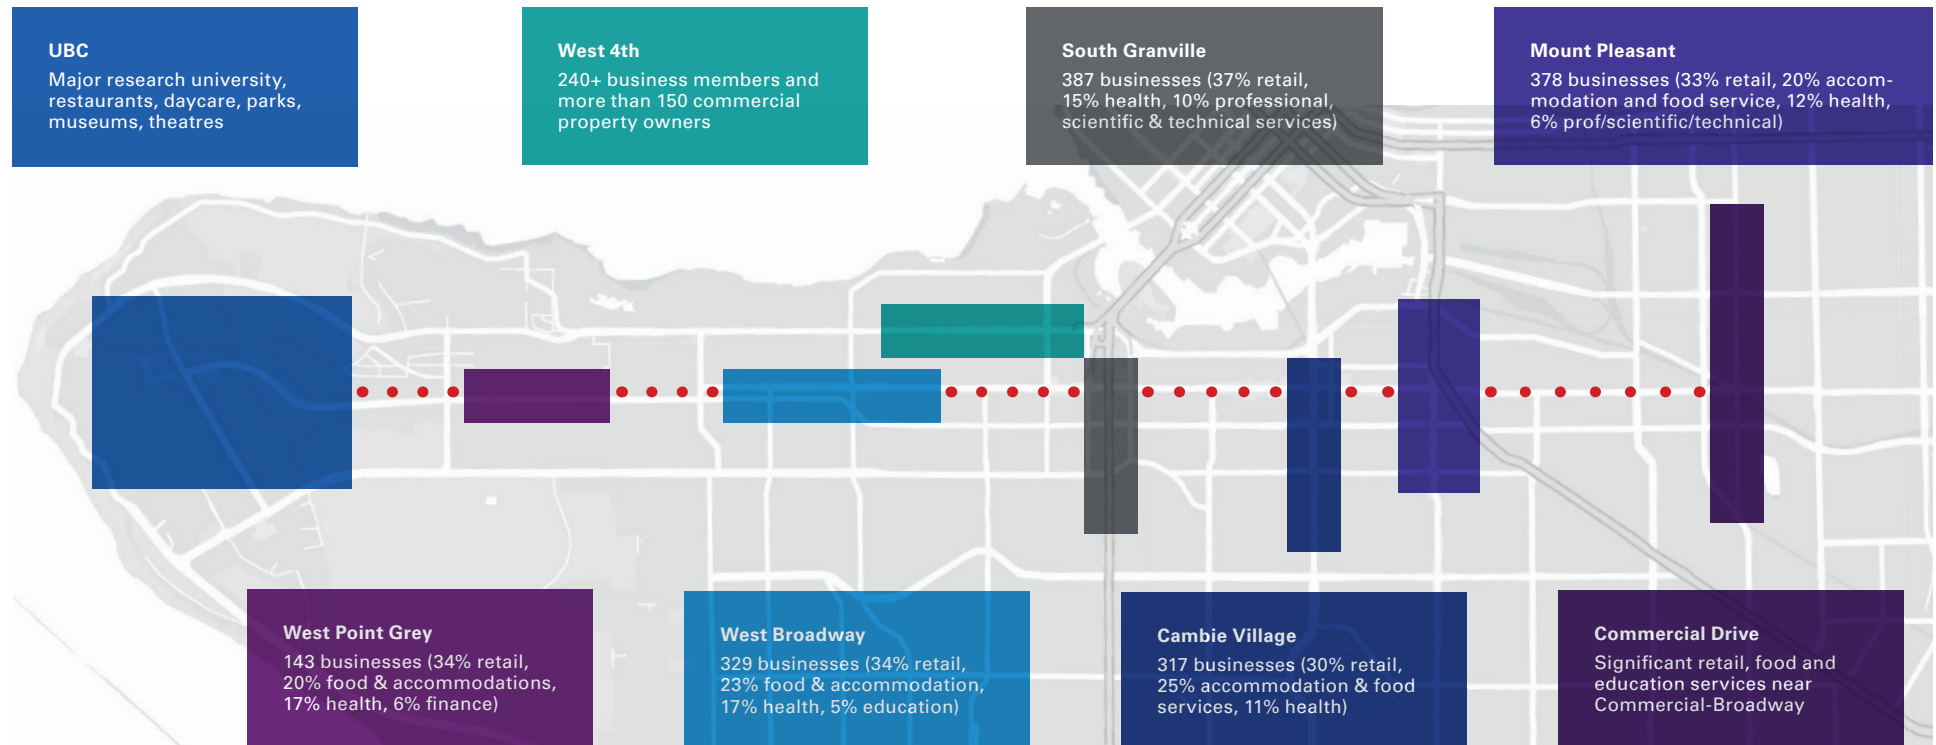 UBC
Major research university,
restaurants, daycare, parks,
museums, theatres
West 4th
240+ business members and
more than 150 commercial
property owners
South Granville
387 businesses (37% retail,
15% health, 10% professional,
scientific & technical services)
Mount Pleasant
378 businesses (33% retail, 20% accom-
modation and food service, 12% health,
6% prof/scientific/technical)
West Point Grey
143 businesses (34% retail,
20% food & accommodations,
17% health, 6% finance)
West Broadway
329 businesses (34% retail,
23% food & accommodation,
17% health, 5% education)
Cambie Village
317 businesses (30% retail,
25% accommodation & food
services, 11% health)
Commercial Drive
Significant retail, food and
education services near
Commercial-Broadway